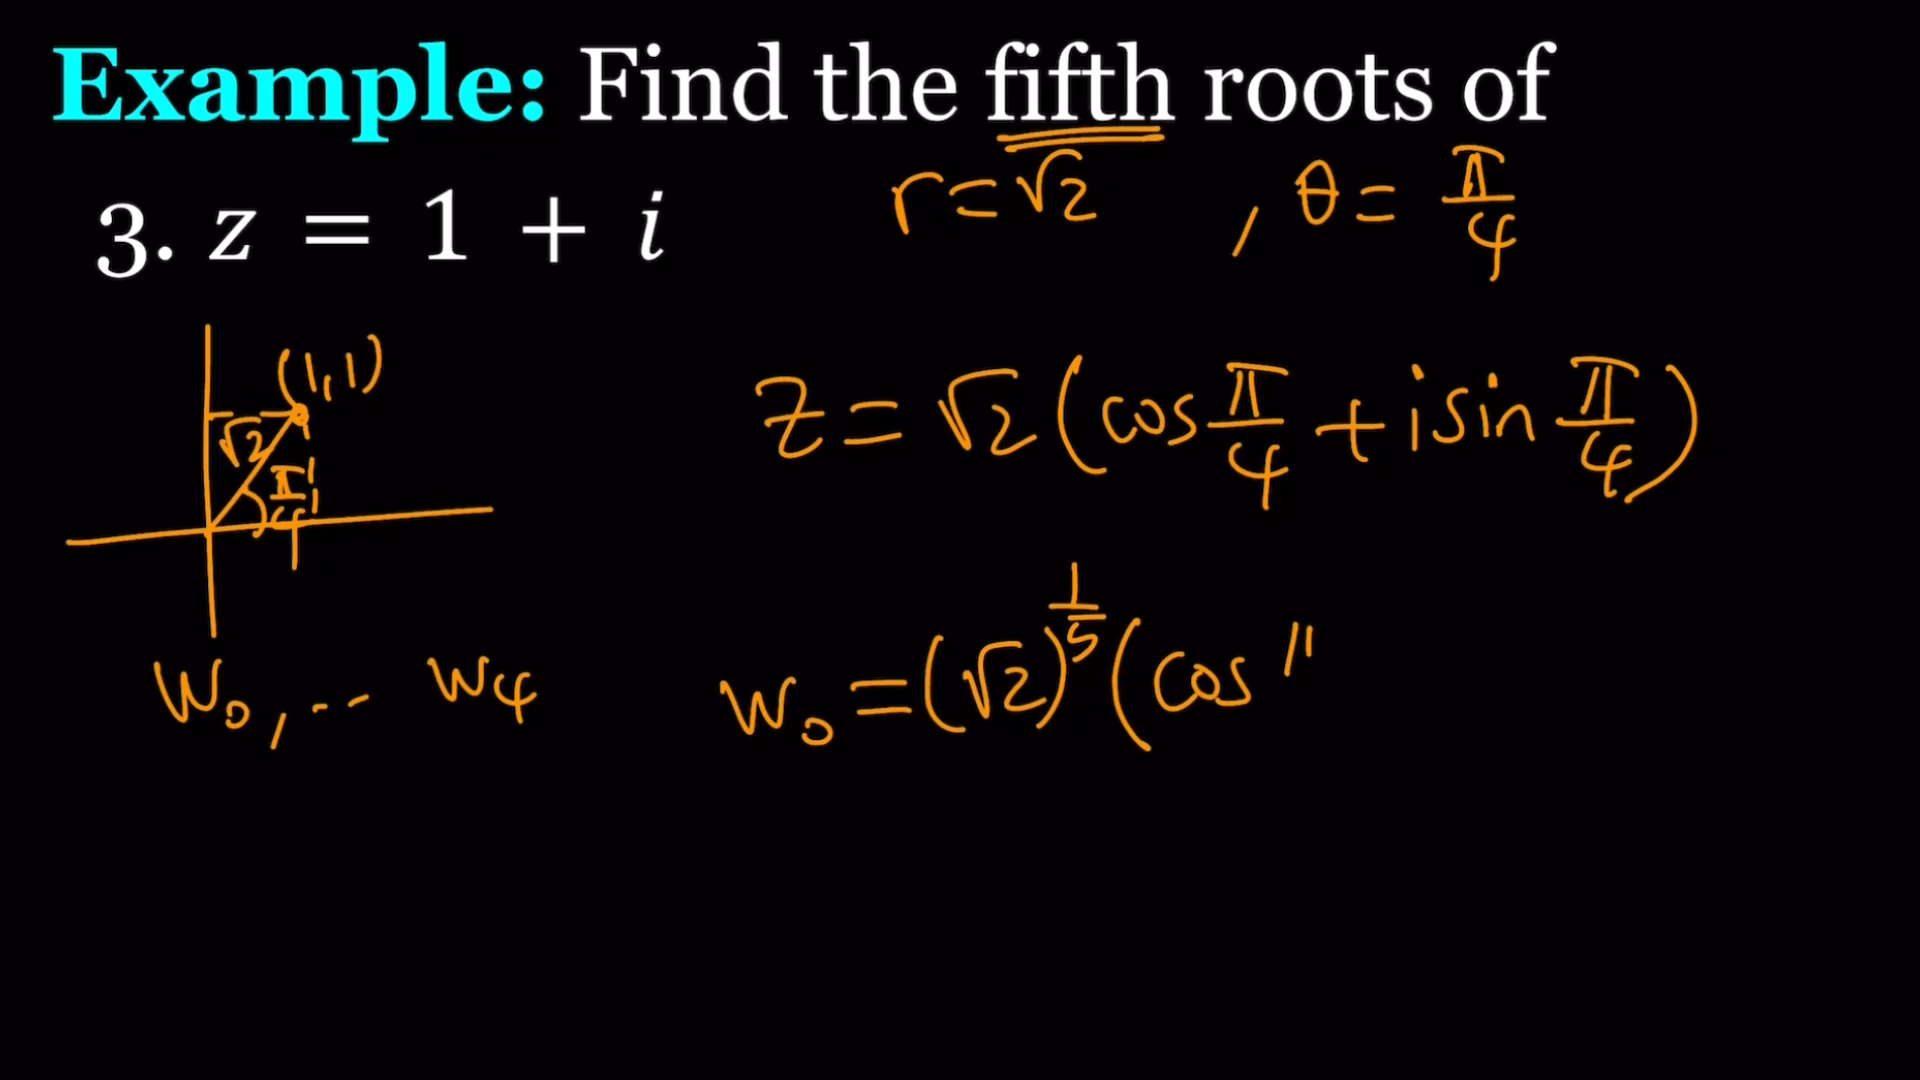 Example: Find the fifth roots of
3. z = 1 + i
r = √2 , θ = π/4
(1,1)
√2
π/4
z = √2 (cos π/4 + i sin π/4)
w₀, ... w₄
w₀ = (√2)^(1/5) (cos